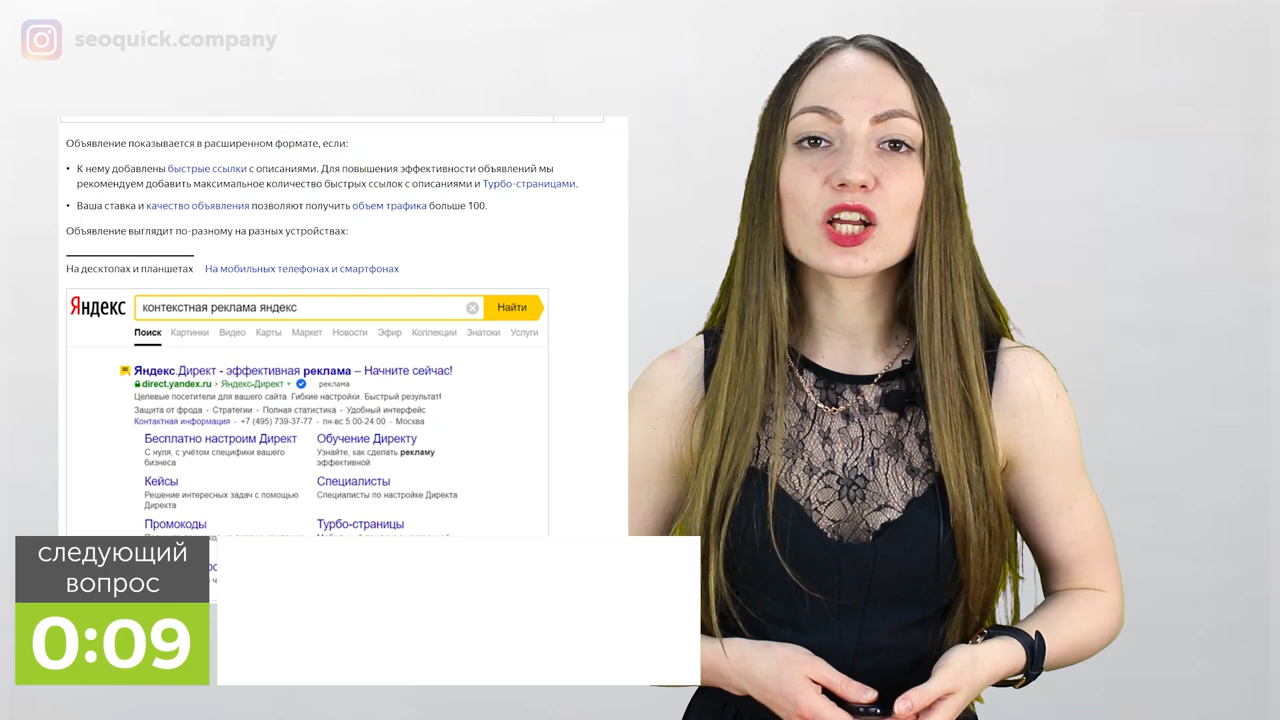 seoquick.company
Объявление показывается в расширенном формате, если:
• К нему добавлены быстрые ссылки с описаниями. Для повышения эффективности объявлений мы
рекомендуем добавить максимальное количество быстрых ссылок с описаниями и Турбо-страницами.
• Ваша ставка и качество объявления позволяют получить объем трафика больше 100.
Объявление выглядит по-разному на разных устройствах:
На десктопах и планшетах На мобильных телефонах и смартфонах
Яндекс контекстная реклама яндекс Найти
Поиск Картинки Видео Карты Маркет Новости Эфир Коллекции Знатоки Услуги
Яндекс.Директ - эффективная реклама – Начните сейчас!
direct.yandex.ru › Яндекс-Директ реклама
Целевые посетители для вашего сайта. Гибкие настройки. Быстрый результат!
Защита от фрода · Стратегии · Полная статистика · Удобный интерфейс
Контактная информация · +7 (495) 739-37-77 · пн-вс 5:00-24:00 · Москва
Бесплатно настроим Директ Обучение Директу
С нуля, с учётом специфики вашего Узнайте, как сделать рекламу
бизнеса эффективной
Кейсы Специалисты
Решение интересных задач с помощью Специалисты по настройке Директа
Директа
Промокоды Турбо-страницы
следующий
вопрос
0:09